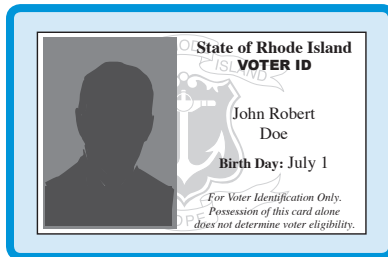 State of Rhode Island
VOTER ID
John Robert
Doe
Birth Day: July 1
For Voter Identification Only.
Possession of this card alone
does not determine voter eligibility.